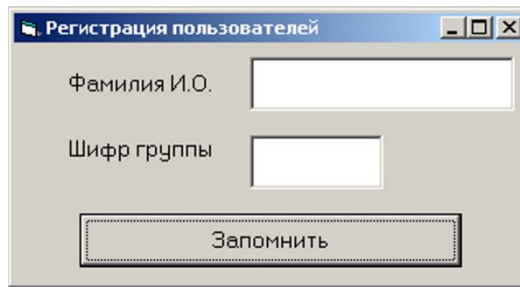 Регистрация пользователей
Фамилия И.О.
Шифр группы
Запомнить